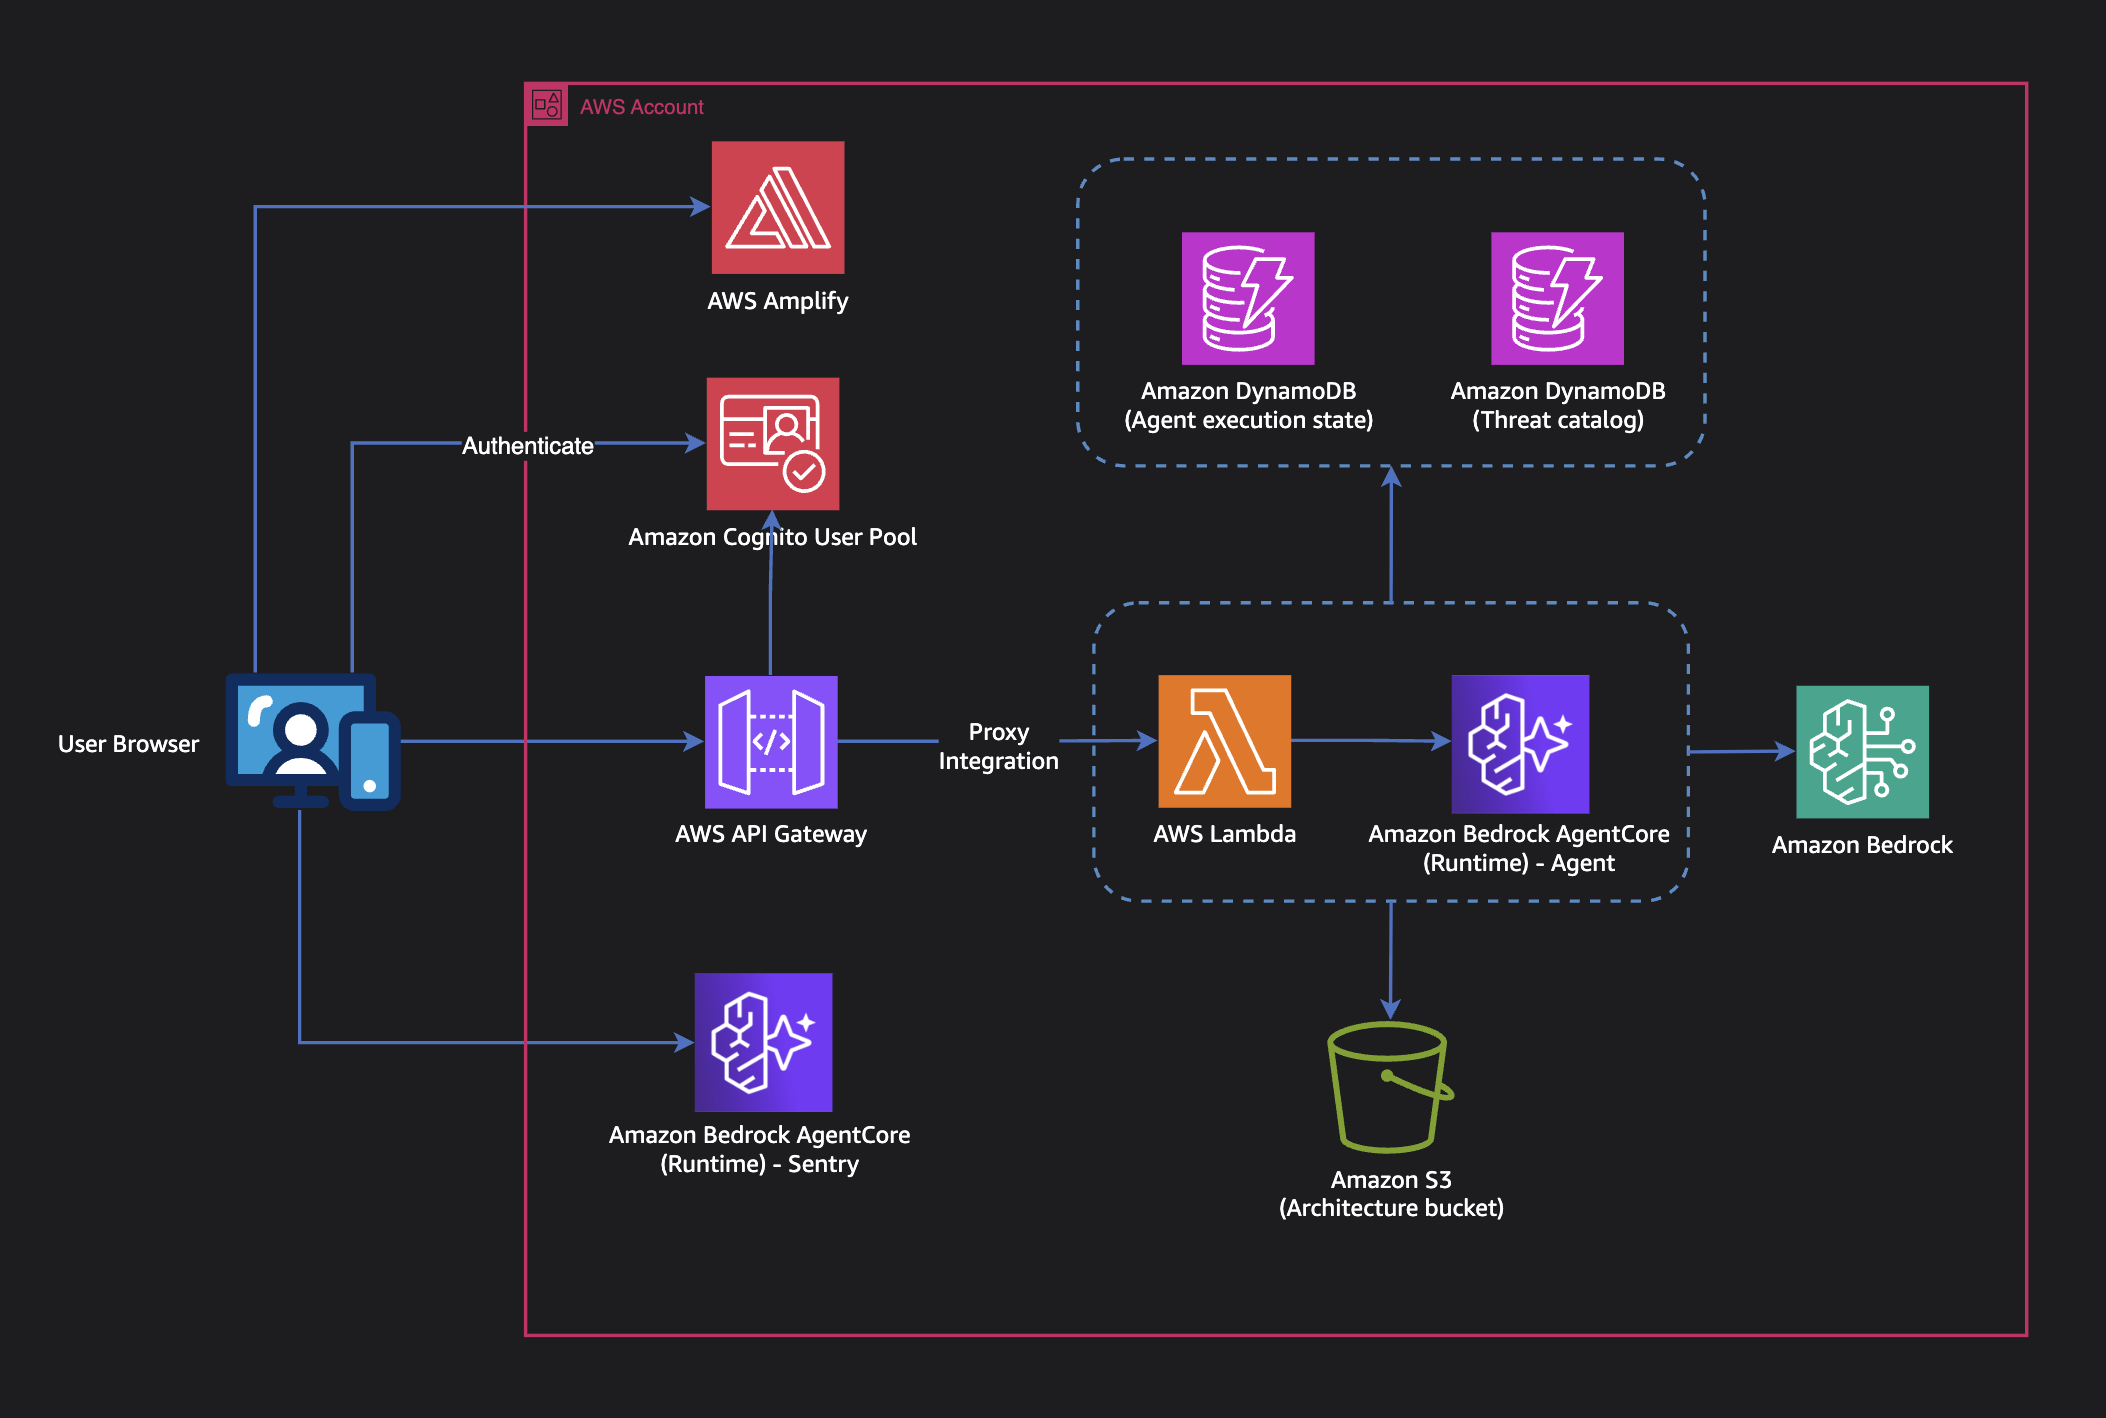 AWS Account
AWS Amplify
Amazon DynamoDB
(Agent execution state)
Amazon DynamoDB
(Threat catalog)
Authenticate
Amazon Cognito User Pool
User Browser
Proxy
Integration
AWS API Gateway
AWS Lambda
Amazon Bedrock AgentCore
(Runtime) - Agent
Amazon Bedrock
Amazon Bedrock AgentCore
(Runtime) - Sentry
Amazon S3
(Architecture bucket)